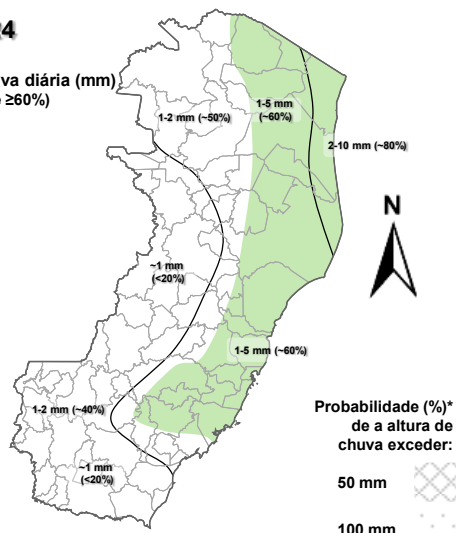 24
va diária (mm)
≥60%)
1-2 mm (~50%)
1-5 mm
(~60%)
2-10 mm (~80%)
N
~1 mm
(<20%)
1-5 mm (~60%)
1-2 mm (~40%)
~1 mm
(<20%)
Probabilidade (%)*
de a altura de
chuva exceder:
50 mm
100 mm